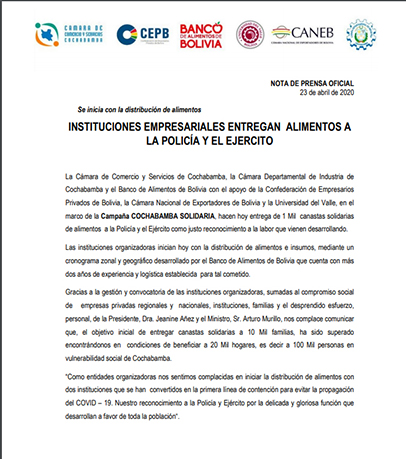 CÁMARA DE
COMERCIO Y SERVICIOS
COCHABAMBA
CEPB
BANCO
DE ALIMENTOS DE
BOLIVIA
CANEB
CÁMARA NACIONAL DE EXPORTADORES DE BOLIVIA
NOTA DE PRENSA OFICIAL
23 de abril de 2020
Se inicia con la distribución de alimentos
INSTITUCIONES EMPRESARIALES ENTREGAN ALIMENTOS A
LA POLICÍA Y EL EJERCITO
La Cámara de Comercio y Servicios de Cochabamba, la Cámara Departamental de Industria de
Cochabamba y el Banco de Alimentos de Bolivia con el apoyo de la Confederación de Empresarios
Privados de Bolivia, la Cámara Nacional de Exportadores de Bolivia y la Universidad del Valle, en
el marco de la Campaña COCHABAMBA SOLIDARIA, hacen hoy entrega de 1 Mil canastas solidarias
de alimentos a la Policía y el Ejército como justo reconocimiento a la labor que vienen desarrollando.
Las instituciones organizadoras inician hoy con la distribución de alimentos e insumos, mediante un
cronograma zonal y geográfico desarrollado por el Banco de Alimentos de Bolivia que cuenta con más
de dos años de experiencia y logística establecida para tal cometido.
Gracias a la gestión y convocatoria de las instituciones organizadoras, sumadas al compromiso social
de empresas privadas regionales y nacionales, instituciones, familias y el desprendido esfuerzo,
personal, de la Presidente, Dra. Jeanine Añez y el Ministro, Sr. Arturo Murillo, nos complace comunicar
que, el objetivo inicial de entregar canastas solidarias a 10 Mil familias, ha sido superado
encontrándonos en condiciones de beneficiar a 20 Mil hogares, es decir a 100 Mil personas en
vulnerabilidad social de Cochabamba.
"Como entidades organizadoras nos sentimos complacidas en iniciar la distribución de alimentos con
dos instituciones que se han convertidos en la primera línea de contención para evitar la propagación
del COVID – 19. Nuestro reconocimiento a la Policía y Ejército por la delicada y gloriosa función que
desarrollan a favor de toda la población".